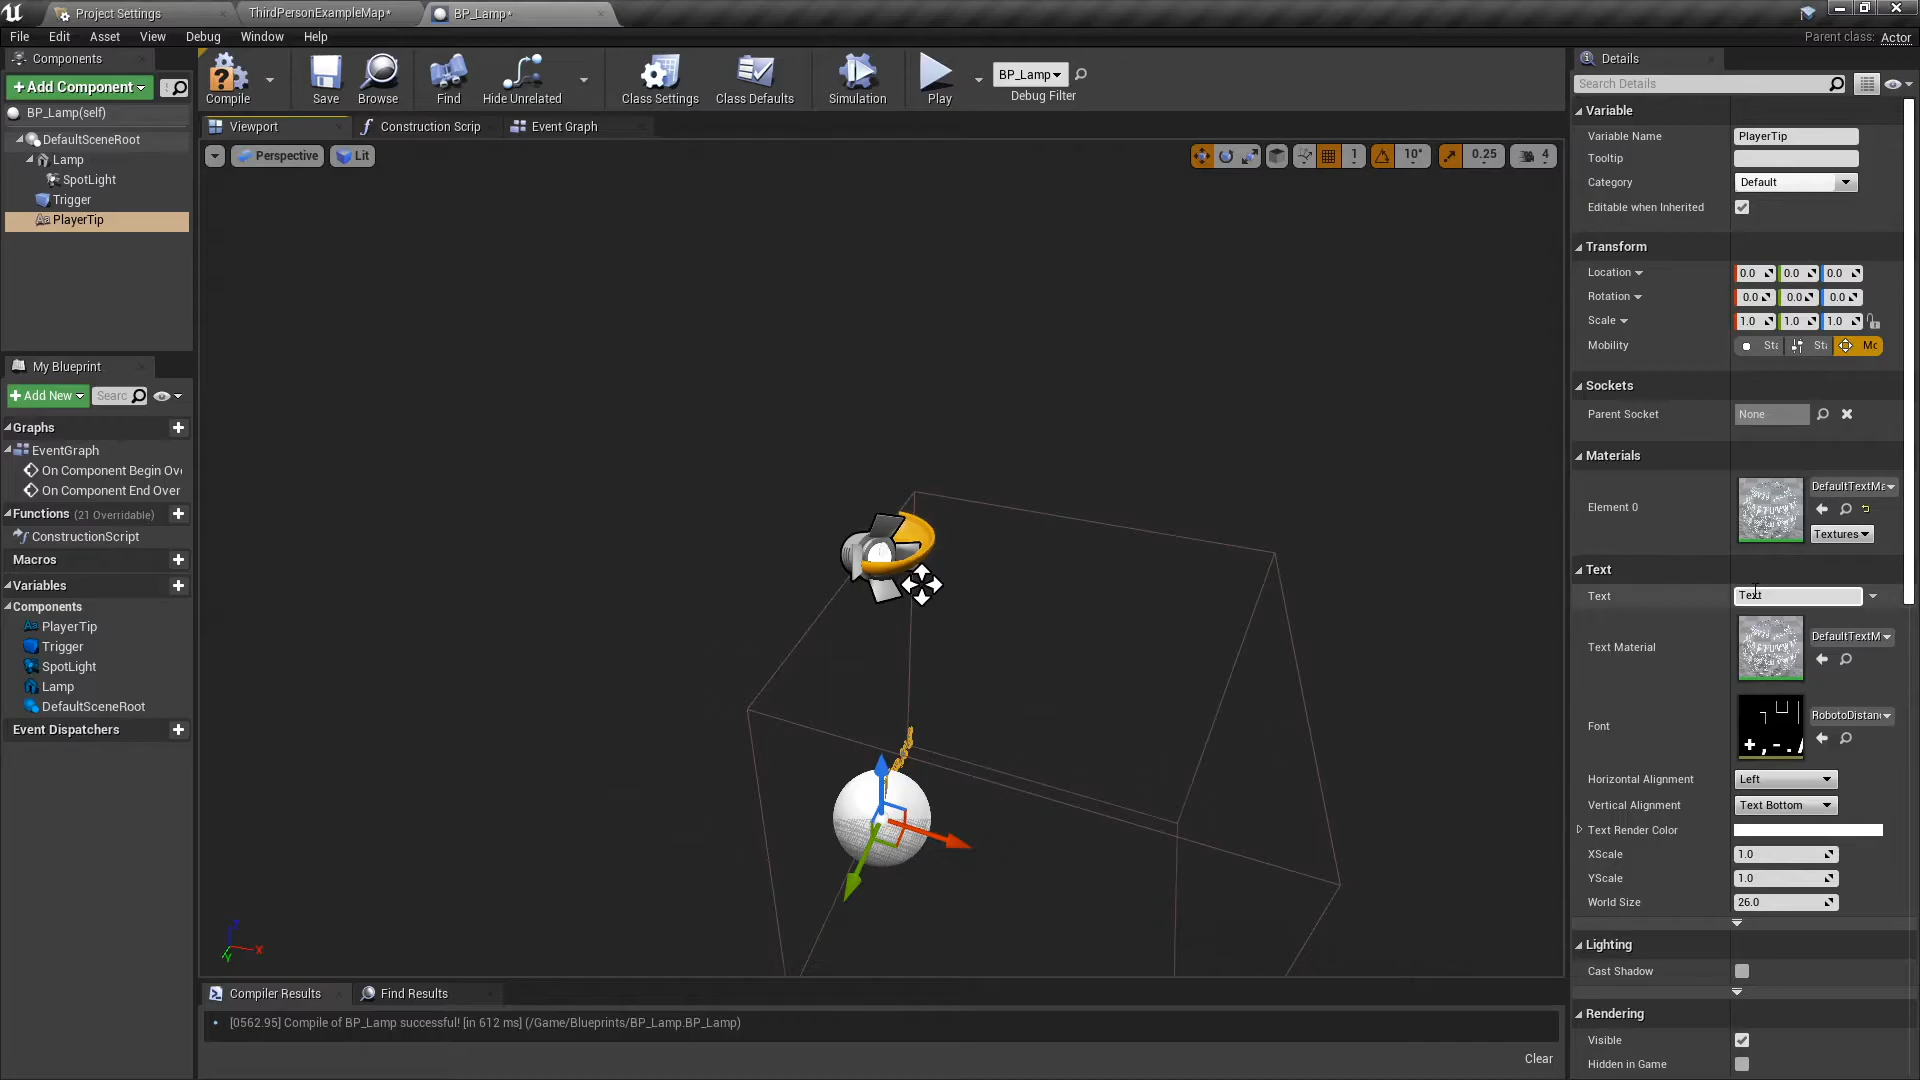 Project Settings
ThirdPersonExampleMap*
BP_Lamp*
File Edit Asset View Debug Window Help
Parent class: Actor
Components
+Add Component
BP_Lamp(self)
DefaultSceneRoot
Lamp
SpotLight
Trigger
PlayerTip
My Blueprint
+Add New
Searc
Graphs
EventGraph
On Component Begin Ov
On Component End Over
Functions (21 Overridable)
ConstructionScript
Macros
Variables
Components
PlayerTip
Trigger
SpotLight
Lamp
DefaultSceneRoot
Event Dispatchers
Compile
Save
Browse
Find
Hide Unrelated
Class Settings
Class Defaults
Simulation
Play
BP_Lamp
Debug Filter
Viewport
Construction Scrip
Event Graph
Perspective
Lit
1
10°
0.25
4
Z
X
Y
Compiler Results
Find Results
[0562.95] Compile of BP_Lamp successful! [in 612 ms] (/Game/Blueprints/BP_Lamp.BP_Lamp)
Clear
Details
Search Details
Variable
Variable Name PlayerTip
Tooltip
Category Default
Editable when Inherited
Transform
Location 0.0 0.0 0.0
Rotation 0.0 0.0 0.0
Scale 1.0 1.0 1.0
Mobility Sta Sta Mo
Sockets
Parent Socket None
Materials
Element 0 DefaultTextMa
Textures
Text
Text Text
Text Material DefaultTextM
Font RobotoDistan
Horizontal Alignment Left
Vertical Alignment Text Bottom
Text Render Color
XScale 1.0
YScale 1.0
World Size 26.0
Lighting
Cast Shadow
Rendering
Visible
Hidden in Game